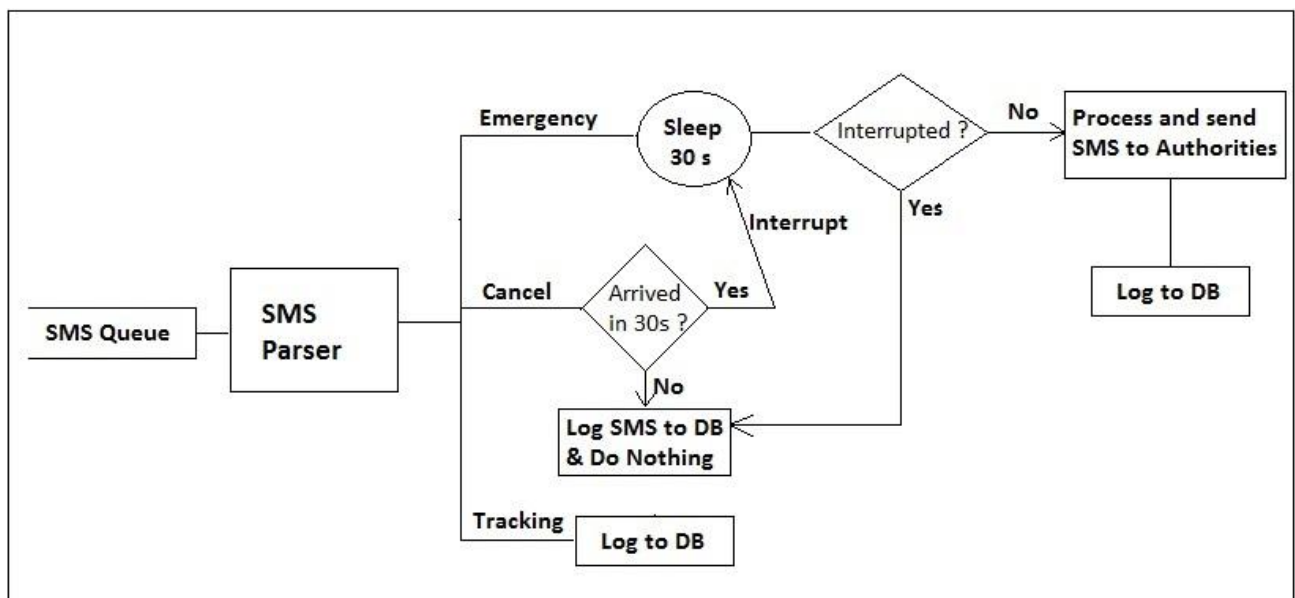 SMS Queue
SMS
Parser
Emergency
Sleep
30 s
Interrupted ?
No
Process and send
SMS to Authorities
Yes
Log to DB
Interrupt
Cancel
Arrived
in 30s ?
Yes
No
Log SMS to DB
& Do Nothing
Tracking
Log to DB